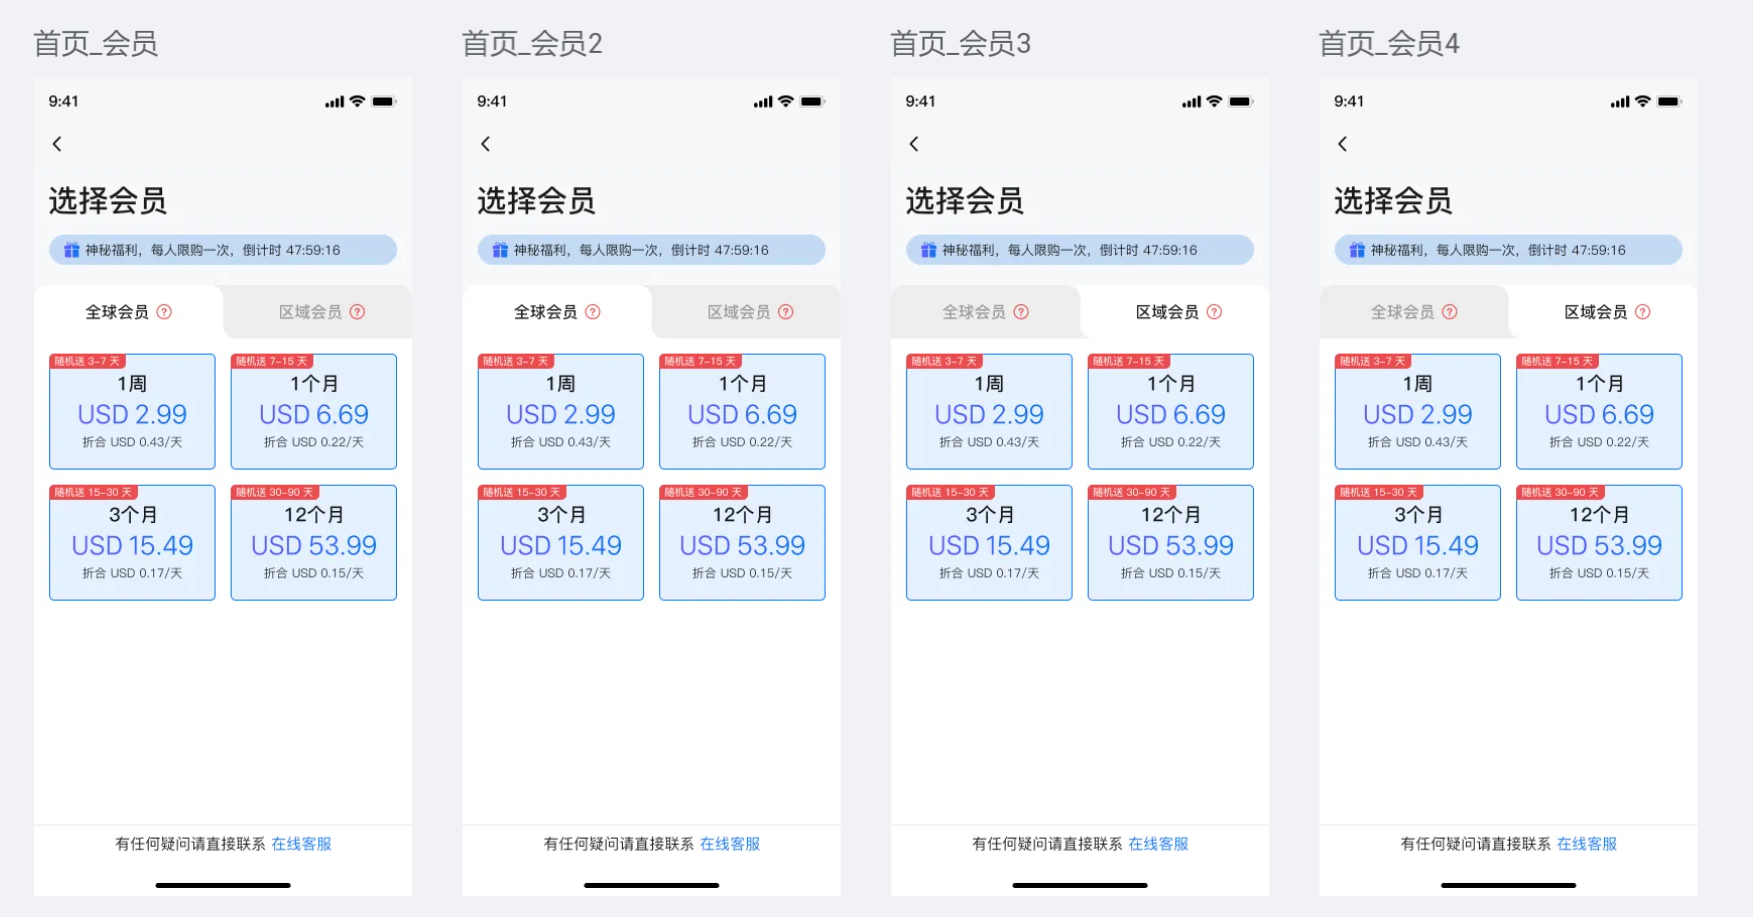 首页_会员
9:41
选择会员
神秘福利，每人限购一次，倒计时 47:59:16
全球会员 ? 区域会员 ?
随机送 3-7 天 随机送 7-15 天
1周 1个月
USD 2.99 USD 6.69
折合 USD 0.43/天 折合 USD 0.22/天
随机送 15-30 天 随机送 30-90 天
3个月 12个月
USD 15.49 USD 53.99
折合 USD 0.17/天 折合 USD 0.15/天
有任何疑问请直接联系 在线客服
首页_会员2
9:41
选择会员
神秘福利，每人限购一次，倒计时 47:59:16
全球会员 ? 区域会员 ?
随机送 3-7 天 随机送 7-15 天
1周 1个月
USD 2.99 USD 6.69
折合 USD 0.43/天 折合 USD 0.22/天
随机送 15-30 天 随机送 30-90 天
3个月 12个月
USD 15.49 USD 53.99
折合 USD 0.17/天 折合 USD 0.15/天
有任何疑问请直接联系 在线客服
首页_会员3
9:41
选择会员
神秘福利，每人限购一次，倒计时 47:59:16
全球会员 ? 区域会员 ?
随机送 3-7 天 随机送 7-15 天
1周 1个月
USD 2.99 USD 6.69
折合 USD 0.43/天 折合 USD 0.22/天
随机送 15-30 天 随机送 30-90 天
3个月 12个月
USD 15.49 USD 53.99
折合 USD 0.17/天 折合 USD 0.15/天
有任何疑问请直接联系 在线客服
首页_会员4
9:41
选择会员
神秘福利，每人限购一次，倒计时 47:59:16
全球会员 ? 区域会员 ?
随机送 3-7 天 随机送 7-15 天
1周 1个月
USD 2.99 USD 6.69
折合 USD 0.43/天 折合 USD 0.22/天
随机送 15-30 天 随机送 30-90 天
3个月 12个月
USD 15.49 USD 53.99
折合 USD 0.17/天 折合 USD 0.15/天
有任何疑问请直接联系 在线客服